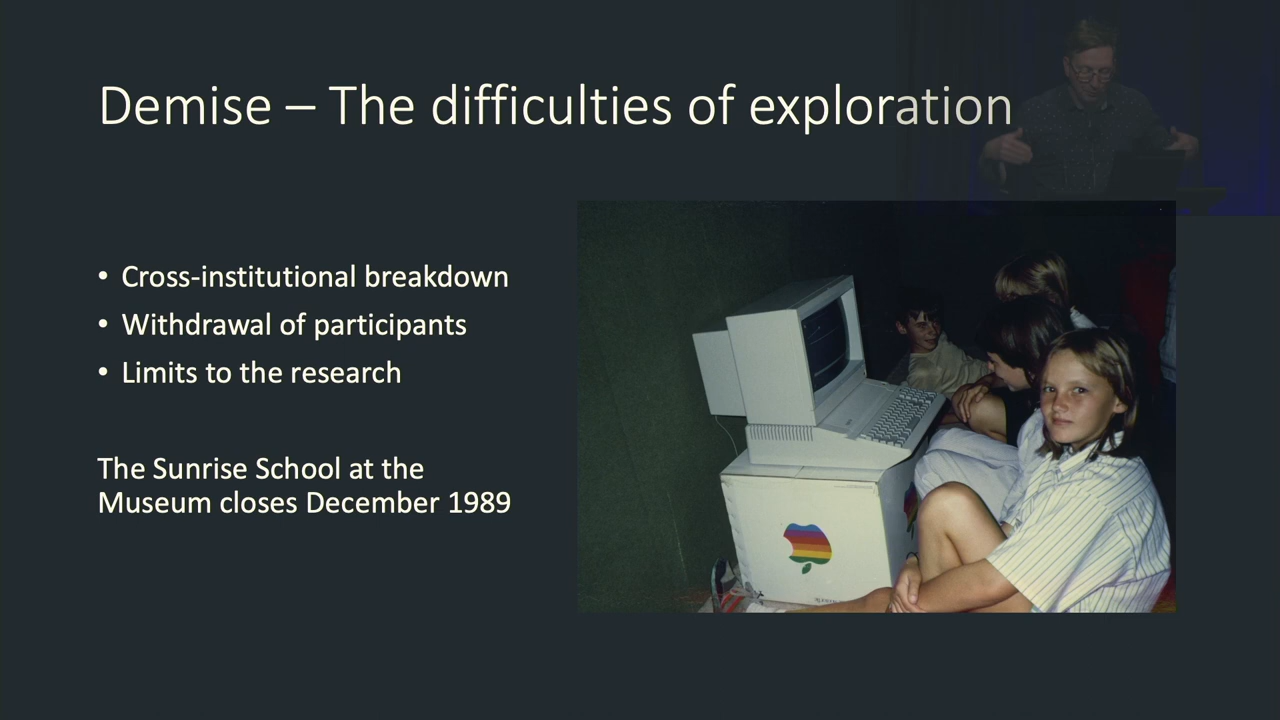 Demise – The difficulties of exploration
• Cross-institutional breakdown
• Withdrawal of participants
• Limits to the research
The Sunrise School at the
Museum closes December 1989